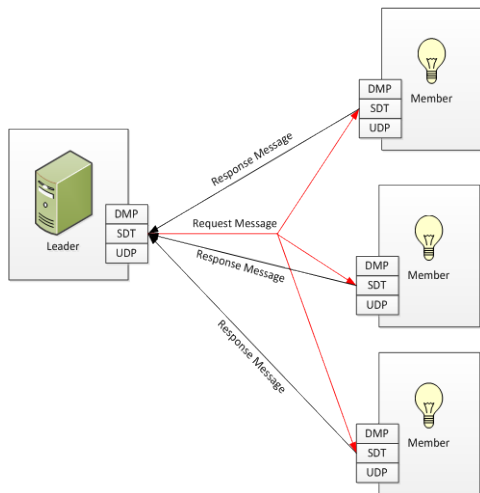 DMP
SDT
UDP
Member
Response Message
Leader
DMP
SDT
UDP
Request Message
Response Message
DMP
SDT
UDP
Member
Response Message
DMP
SDT
UDP
Member